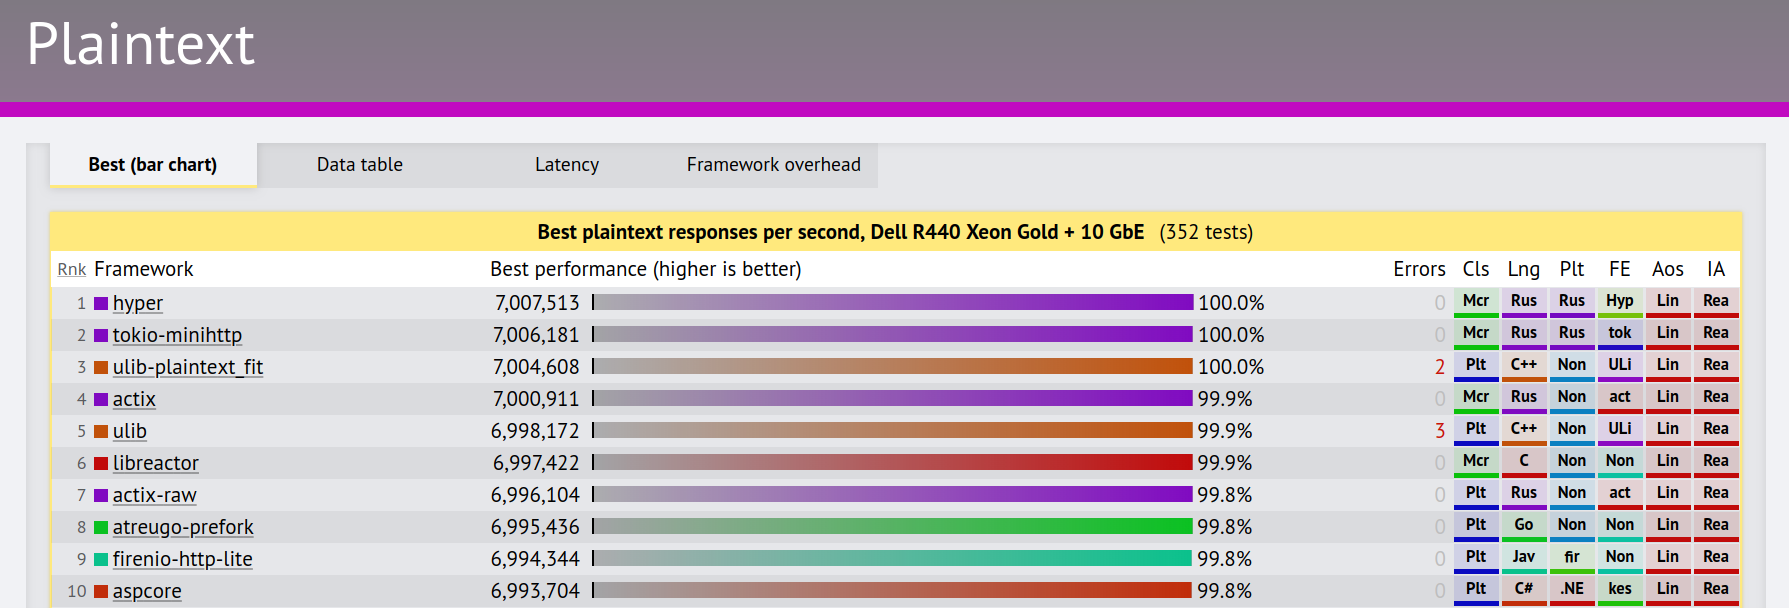 Plaintext
Best (bar chart) Data table Latency Framework overhead
Best plaintext responses per second, Dell R440 Xeon Gold + 10 GbE (352 tests)
Rnk Framework Best performance (higher is better) Errors Cls Lng Plt FE Aos IA
1 hyper 7,007,513 100.0% 0 Mcr Rus Rus Hyp Lin Rea
2 tokio-minihttp 7,006,181 100.0% 0 Mcr Rus Rus tok Lin Rea
3 ulib-plaintext_fit 7,004,608 100.0% 2 Plt C++ Non ULi Lin Rea
4 actix 7,000,911 99.9% 0 Mcr Rus Non act Lin Rea
5 ulib 6,998,172 99.9% 3 Plt C++ Non ULi Lin Rea
6 libreactor 6,997,422 99.9% 0 Mcr C Non Non Lin Rea
7 actix-raw 6,996,104 99.8% 0 Plt Rus Non act Lin Rea
8 atreugo-prefork 6,995,436 99.8% 0 Plt Go Non Non Lin Rea
9 firenio-http-lite 6,994,344 99.8% 0 Plt Jav fir Non Lin Rea
10 aspcore 6,993,704 99.8% 0 Plt C# .NE kes Lin Rea